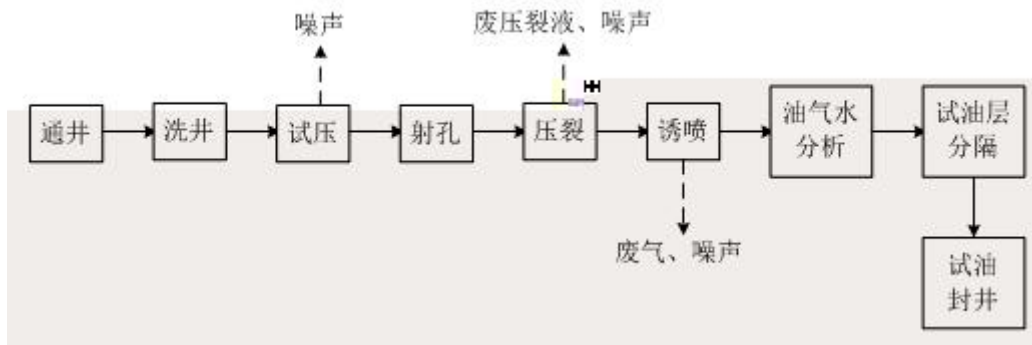 噪声
废压裂液、噪声
通井
洗井
试压
射孔
压裂
诱喷
油气水
分析
试油层
分隔
废气、噪声
试油
封井